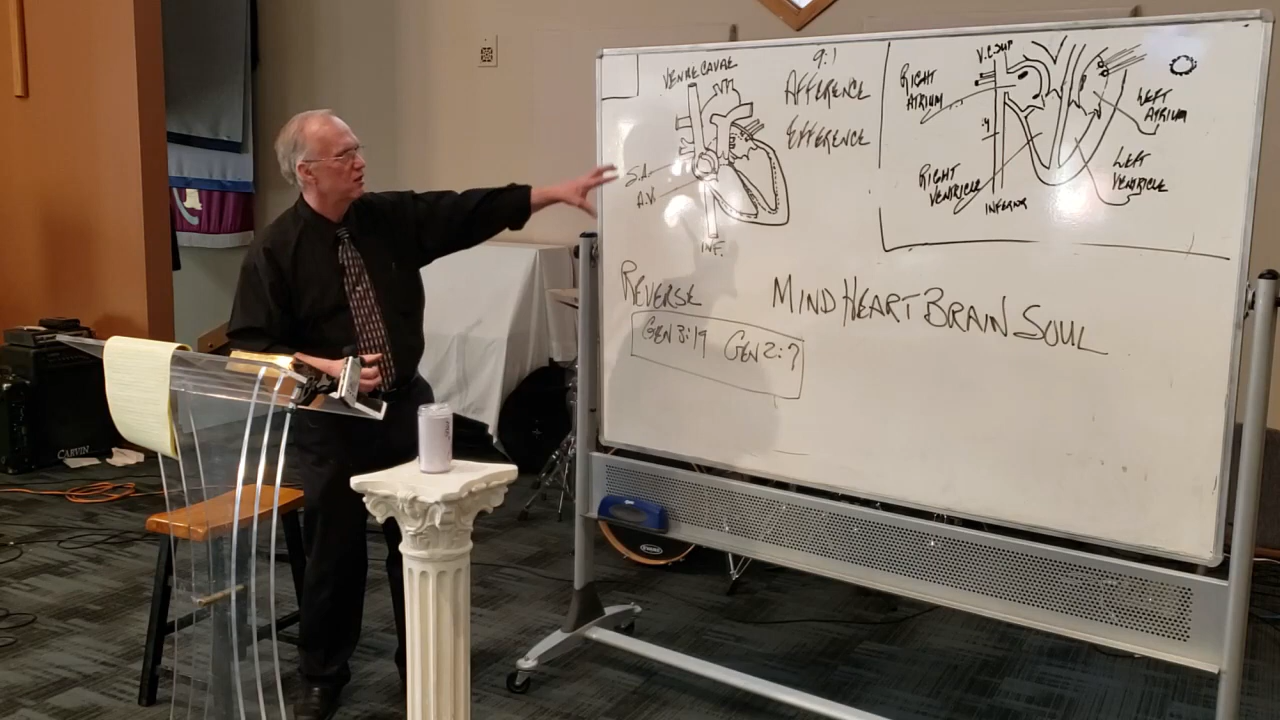 VENAE CAVAE
S.A.
A.V.
INF.
9:1
AFFERENCE
EFFERENCE
V.C. SUP
RIGHT
ATRIUM
LEFT
ATRIUM
RIGHT
VENTRICLE
LEFT
VENTRICLE
INFERIOR
REVERSE
GEN 3:19 GEN 2:7
MIND HEART BRAIN SOUL
CARVIN
EVANS